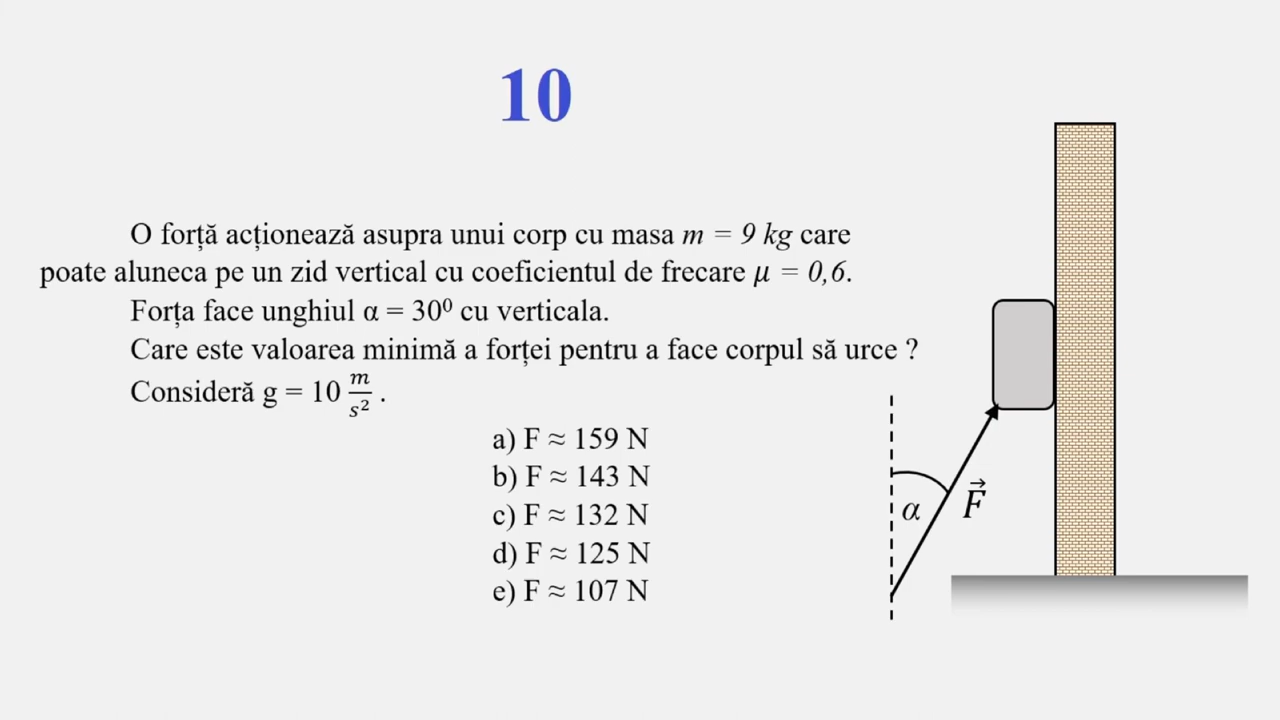 10
O forță acționează asupra unui corp cu masa m = 9 kg care
poate aluneca pe un zid vertical cu coeficientul de frecare μ = 0,6.
Forța face unghiul α = 30⁰ cu verticala.
Care este valoarea minimă a forței pentru a face corpul să urce ?
Consideră g = 10 m/s² .
a) F ≈ 159 N
b) F ≈ 143 N
c) F ≈ 132 N
d) F ≈ 125 N
e) F ≈ 107 N
α
F⃗